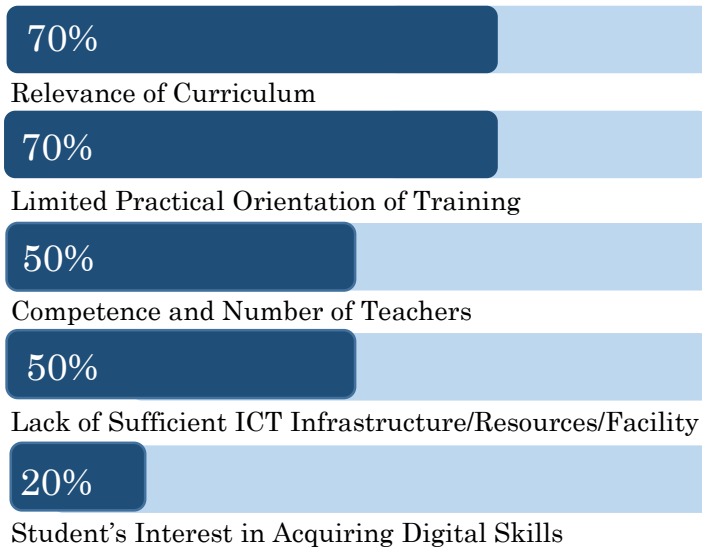 70%
Relevance of Curriculum
70%
Limited Practical Orientation of Training
50%
Competence and Number of Teachers
50%
Lack of Sufficient ICT Infrastructure/Resources/Facility
20%
Student’s Interest in Acquiring Digital Skills